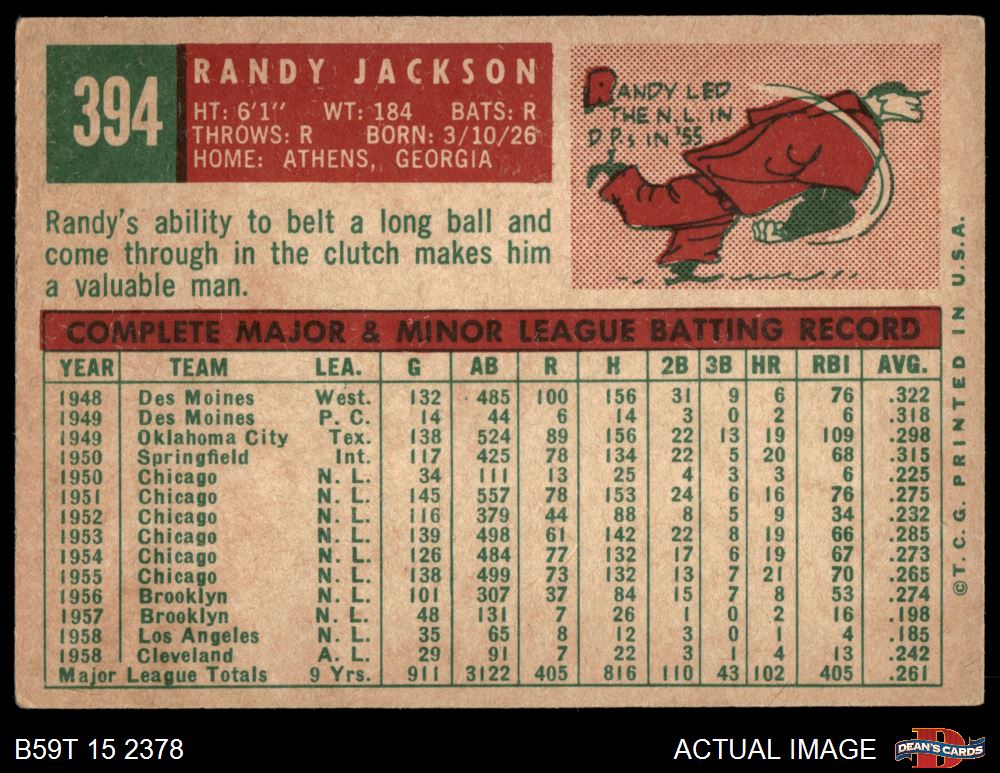 394
RANDY JACKSON
HT: 6'1" WT: 184 BATS: R
THROWS: R BORN: 3/10/26
HOME: ATHENS, GEORGIA
RANDY LED
THE N.L. IN
D.P.s IN '55
Randy's ability to belt a long ball and
come through in the clutch makes him
a valuable man.
COMPLETE MAJOR & MINOR LEAGUE BATTING RECORD
YEAR TEAM LEA. G AB R H 2B 3B HR RBI AVG.
1948 Des Moines West. 132 485 100 156 31 9 6 76 .322
1949 Des Moines P. C. 14 44 6 14 3 0 2 6 .318
1949 Oklahoma City Tex. 138 524 89 156 22 13 19 109 .298
1950 Springfield Int. 117 425 78 134 22 5 20 68 .315
1950 Chicago N. L. 34 111 13 25 4 3 3 6 .225
1951 Chicago N. L. 145 557 78 153 24 6 16 76 .275
1952 Chicago N. L. 116 379 44 88 8 5 9 34 .232
1953 Chicago N. L. 139 498 61 142 22 8 19 66 .285
1954 Chicago N. L. 126 484 77 132 17 6 19 67 .273
1955 Chicago N. L. 138 499 73 132 13 7 21 70 .265
1956 Brooklyn N. L. 101 307 37 84 15 7 8 53 .274
1957 Brooklyn N. L. 48 131 7 26 1 0 2 16 .198
1958 Los Angeles N. L. 35 65 8 12 3 0 1 4 .185
1958 Cleveland A. L. 29 91 7 22 3 1 4 13 .242
Major League Totals 9 Yrs. 911 3122 405 816 110 43 102 405 .261
©T. C. G. PRINTED IN U.S.A.
B59T 15 2378
ACTUAL IMAGE
DEAN'S CARDS